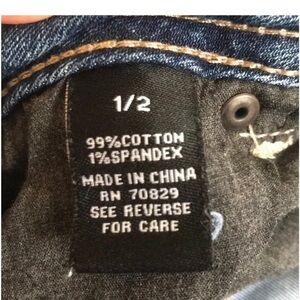 1/2
99%COTTON
1%SPANDEX
MADE IN CHINA
RN 70829
SEE REVERSE
FOR CARE